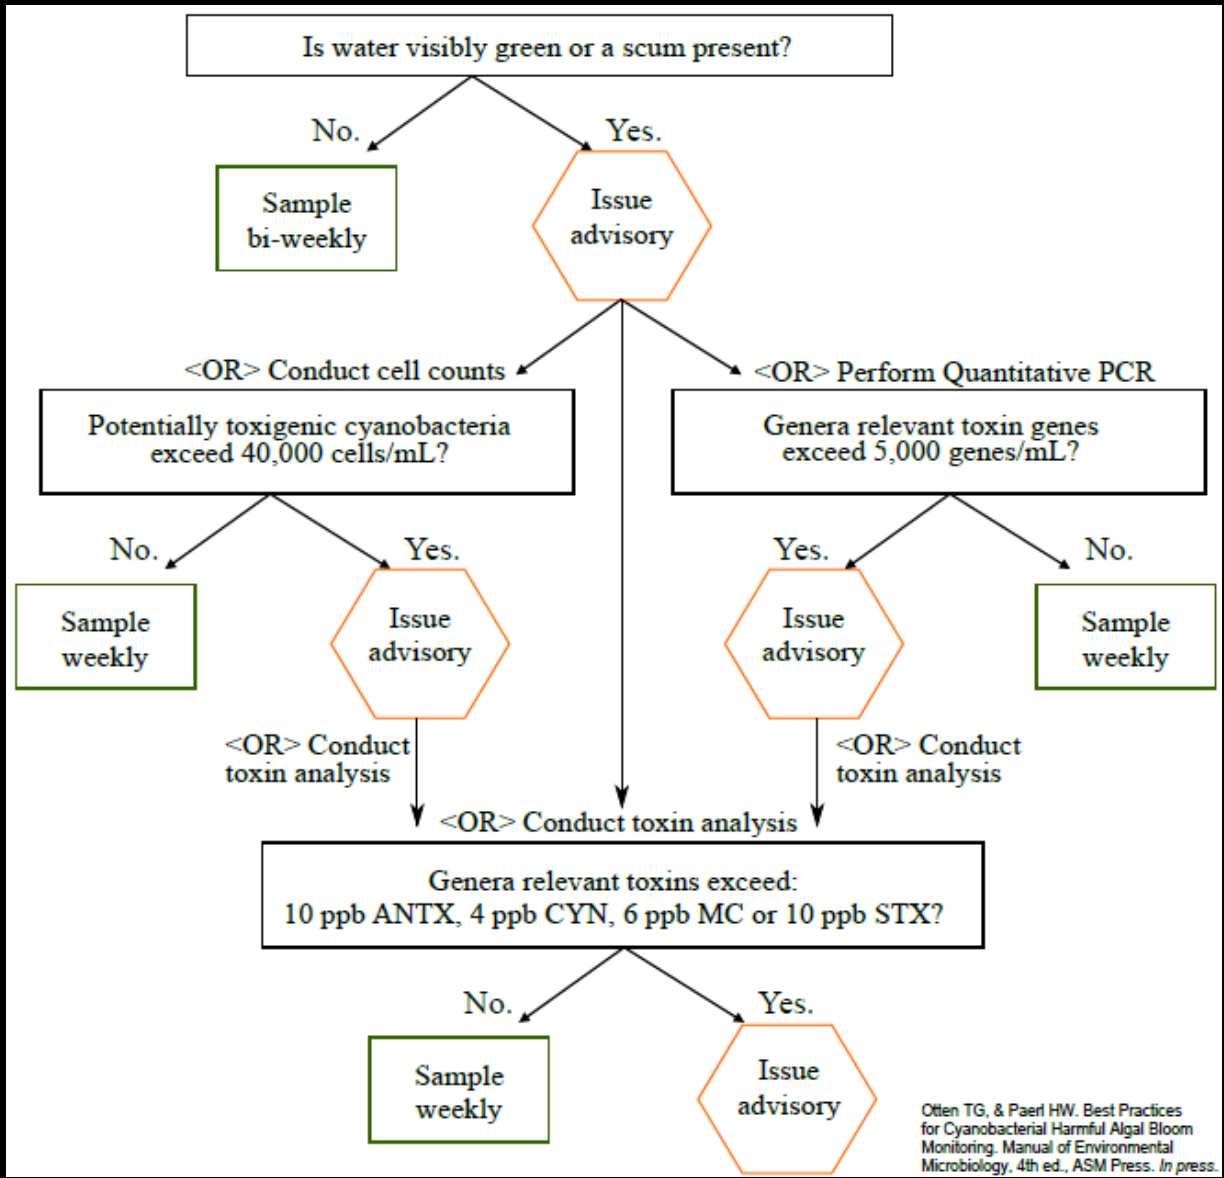 Is water visibly green or a scum present?
No.
Yes.
Sample
bi-weekly
Issue
advisory
<OR> Conduct cell counts
<OR> Perform Quantitative PCR
Potentially toxigenic cyanobacteria
exceed 40,000 cells/mL?
Genera relevant toxin genes
exceed 5,000 genes/mL?
No.
Yes.
Yes.
No.
Sample
weekly
Issue
advisory
Issue
advisory
Sample
weekly
<OR> Conduct
toxin analysis
<OR> Conduct
toxin analysis
<OR> Conduct toxin analysis
Genera relevant toxins exceed:
10 ppb ANTX, 4 ppb CYN, 6 ppb MC or 10 ppb STX?
No.
Yes.
Sample
weekly
Issue
advisory
Otten TG, & Paerl HW. Best Practices
for Cyanobacterial Harmful Algal Bloom
Monitoring. Manual of Environmental
Microbiology, 4th ed., ASM Press. In press.